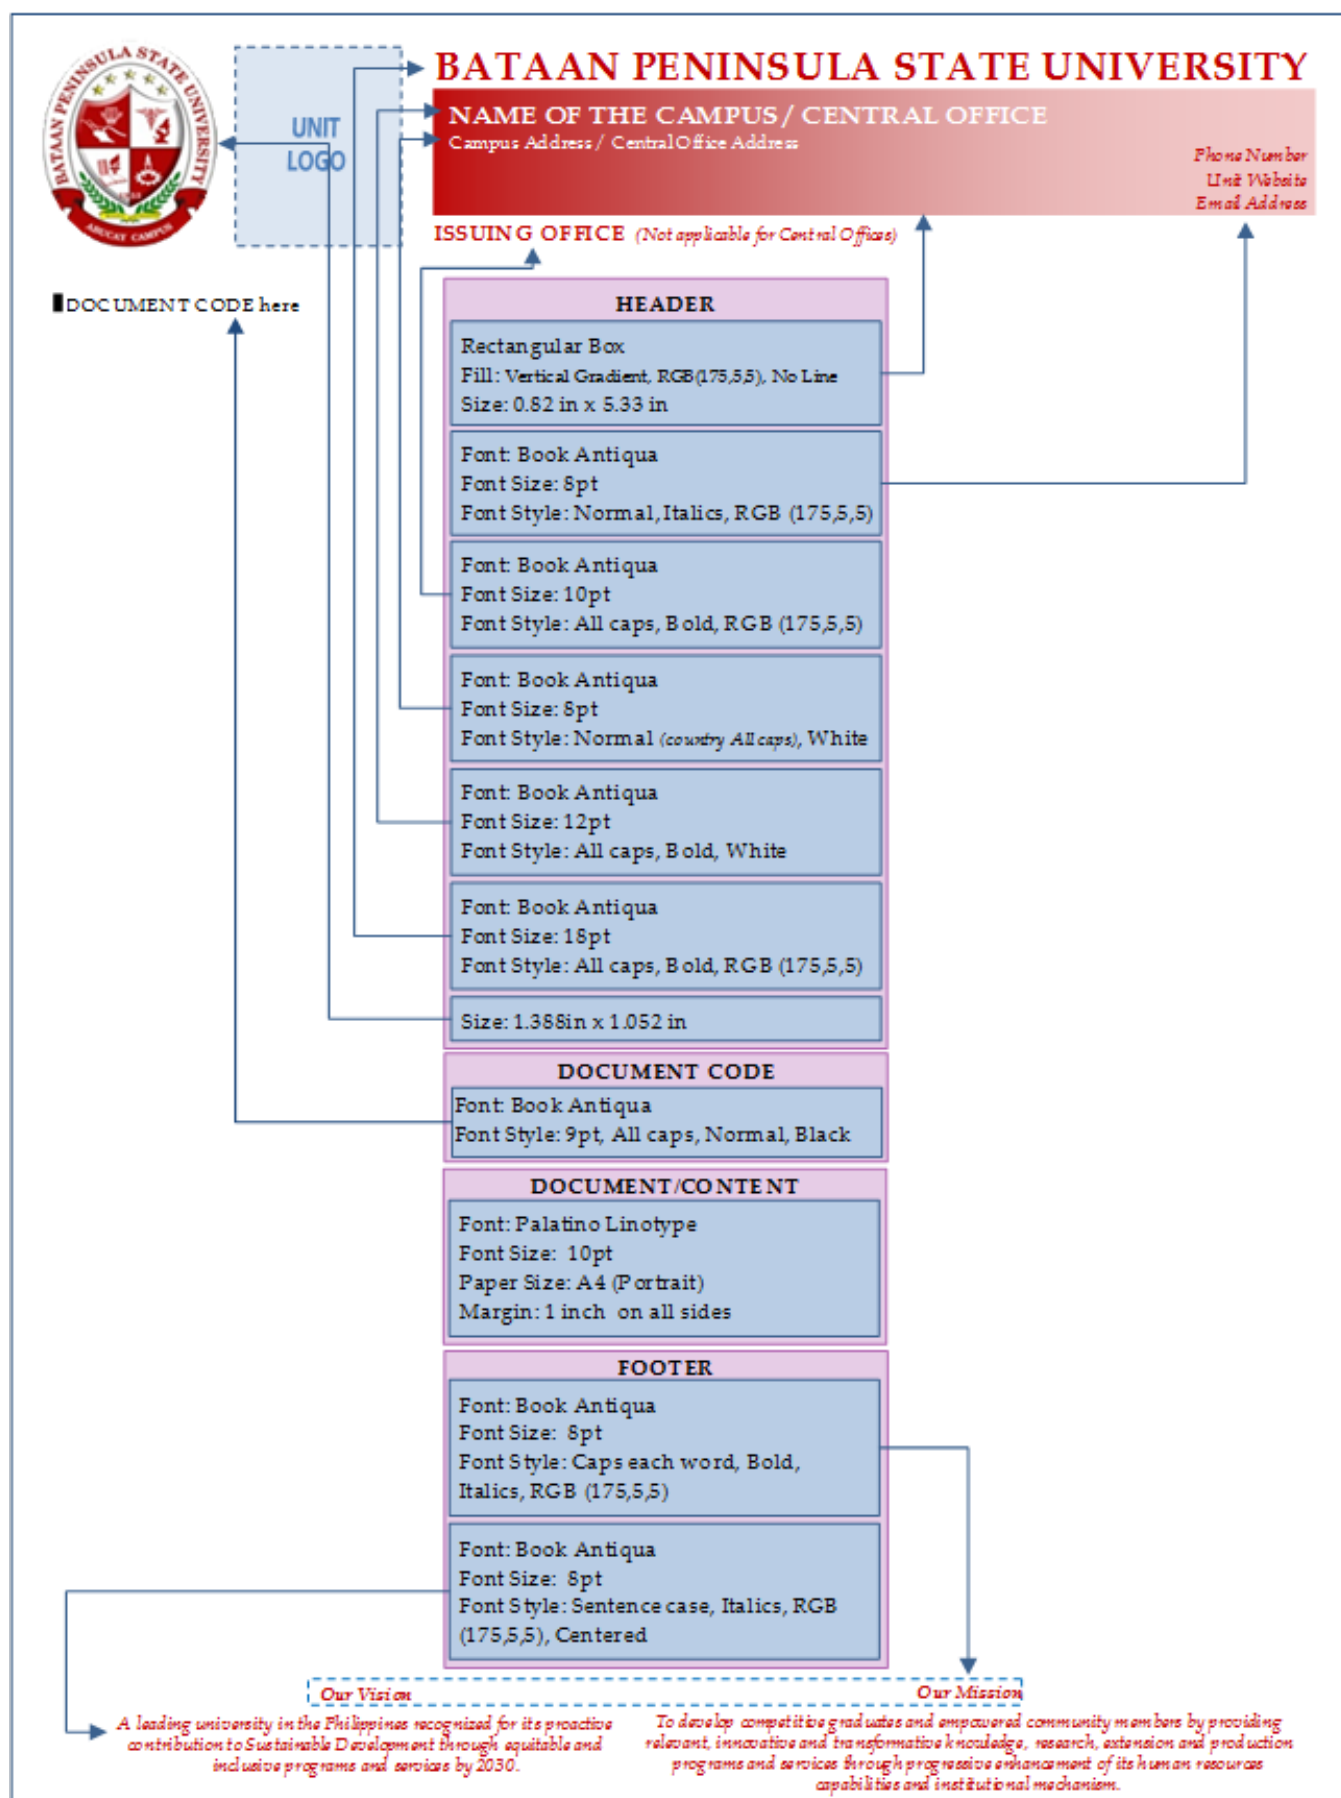 BATAAN PENINSULA STATE UNIVERSITY
ABUCAY CAMPUS
UNIT
LOGO
BATAAN PENINSULA STATE UNIVERSITY
NAME OF THE CAMPUS / CENTRAL OFFICE
Campus Address / Central Office Address
Phone Number
Unit Website
Email Address
ISSUING OFFICE (Not applicable for Central Offices)
DOCUMENT CODE here
HEADER
Rectangular Box
Fill: Vertical Gradient, RGB(175,5,5), No Line
Size: 0.82 in x 5.33 in
Font: Book Antiqua
Font Size: 8pt
Font Style: Normal, Italics, RGB (175,5,5)
Font: Book Antiqua
Font Size: 10pt
Font Style: All caps, Bold, RGB (175,5,5)
Font: Book Antiqua
Font Size: 8pt
Font Style: Normal (country All caps), White
Font: Book Antiqua
Font Size: 12pt
Font Style: All caps, Bold, White
Font: Book Antiqua
Font Size: 18pt
Font Style: All caps, Bold, RGB (175,5,5)
Size: 1.388in x 1.052 in
DOCUMENT CODE
Font: Book Antiqua
Font Style: 9pt, All caps, Normal, Black
DOCUMENT/CONTENT
Font: Palatino Linotype
Font Size: 10pt
Paper Size: A4 (Portrait)
Margin: 1 inch on all sides
FOOTER
Font: Book Antiqua
Font Size: 8pt
Font Style: Caps each word, Bold,
Italics, RGB (175,5,5)
Font: Book Antiqua
Font Size: 8pt
Font Style: Sentence case, Italics, RGB
(175,5,5), Centered
Our Vision
A leading university in the Philippines recognized for its proactive
contribution to Sustainable Development through equitable and
inclusive programs and services by 2030.
Our Mission
To develop competitive graduates and empowered community members by providing
relevant, innovative and transformative knowledge, research, extension and production
programs and services through progressive enhancement of its human resources
capabilities and institutional mechanism.